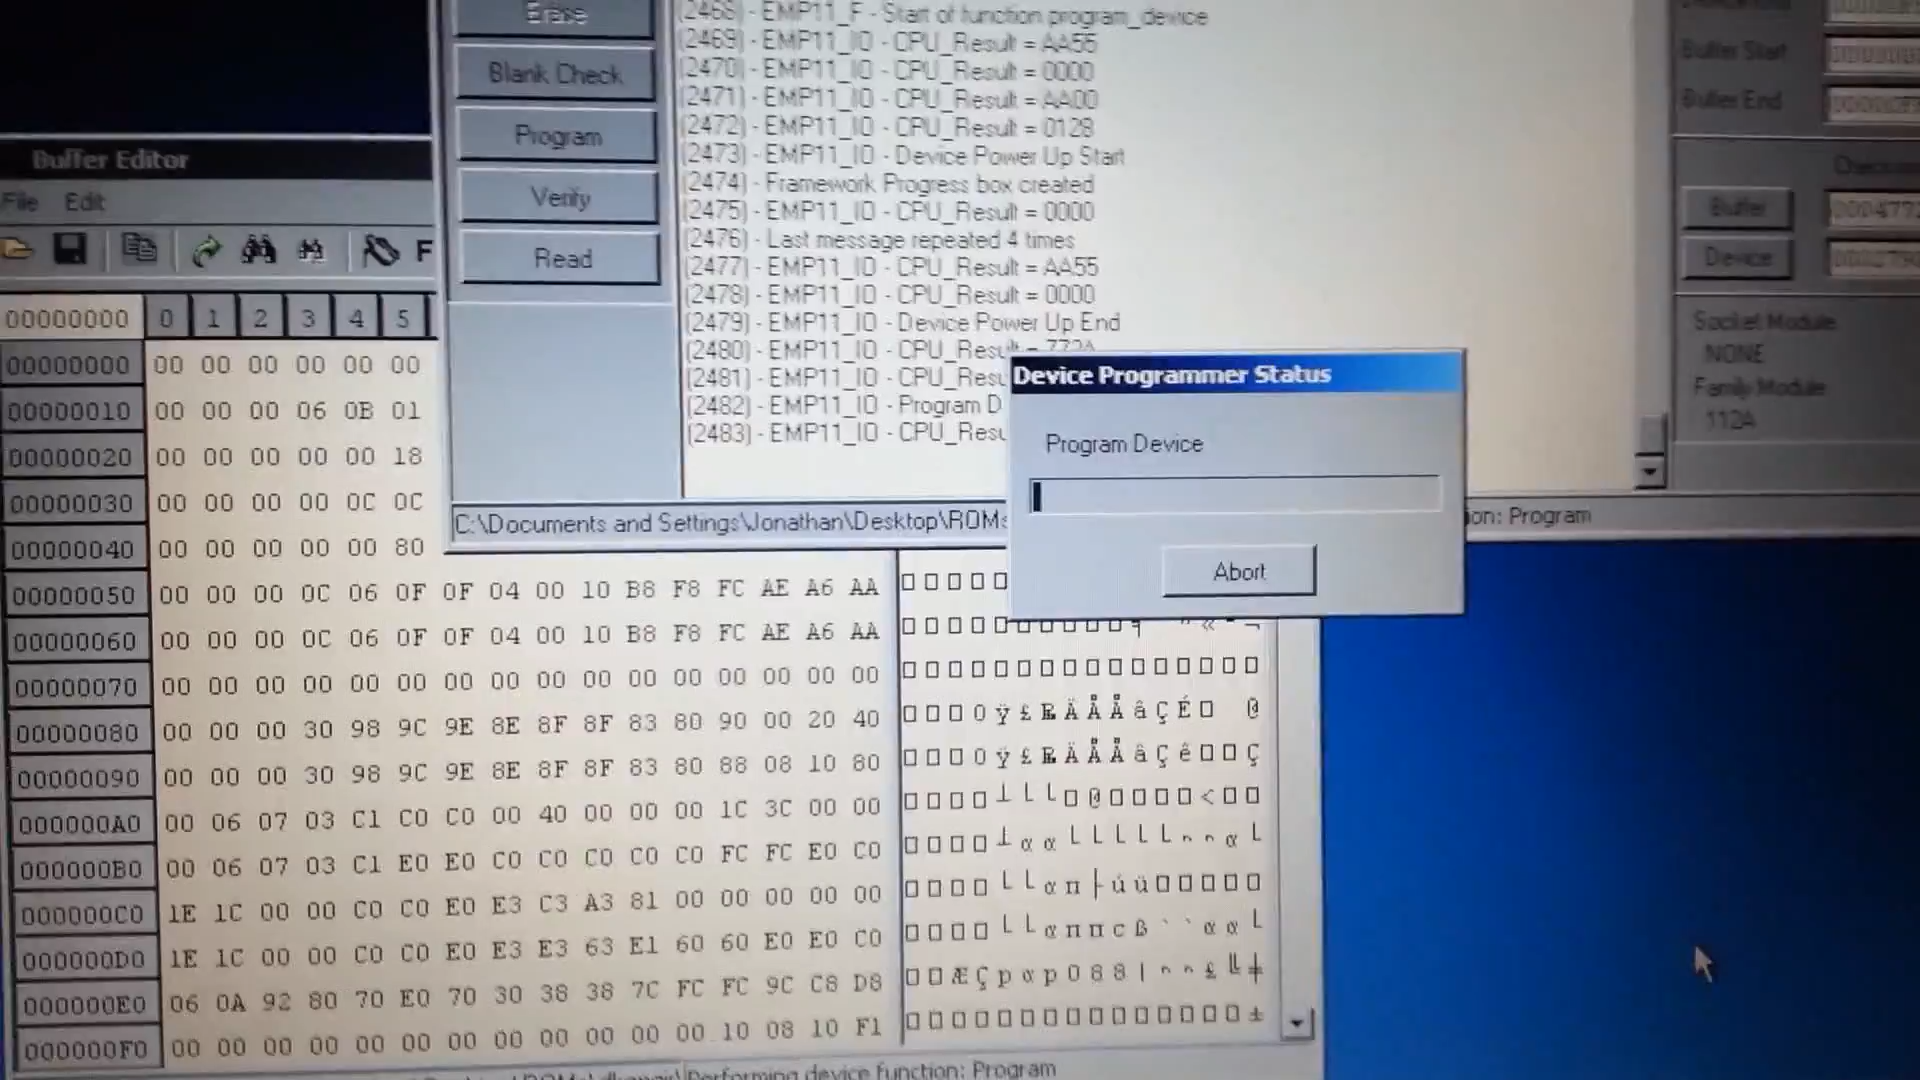 Erase
Blank Check
Program
Verify
Read
(2468) - EMP11_F - Start of function program_device
(2469) - EMP11_IO - CPU_Result = AA55
(2470) - EMP11_IO - CPU_Result = 0000
(2471) - EMP11_IO - CPU_Result = AA00
(2472) - EMP11_IO - CPU_Result = 0128
(2473) - EMP11_IO - Device Power Up Start
(2474) - Framework Progress box created
(2475) - EMP11_IO - CPU_Result = 0000
(2476) - Last message repeated 4 times
(2477) - EMP11_IO - CPU_Result = AA55
(2478) - EMP11_IO - CPU_Result = 0000
(2479) - EMP11_IO - Device Power Up End
(2480) - EMP11_IO - CPU_Result = 772A
(2481) - EMP11_IO - CPU_Resu
(2482) - EMP11_IO - Program D
(2483) - EMP11_IO - CPU_Resu
C:\Documents and Settings\Jonathan\Desktop\ROMs
ion: Program
Buffer Start
Buffer End
Buffer
Device
Socket Module
NONE
Family Module
112A
Device Programmer Status
Program Device
Abort
Buffer Editor
File Edit
F
00000000 0 1 2 3 4 5
00000000 00 00 00 00 00 00
00000010 00 00 00 06 0B 01
00000020 00 00 00 00 00 18
00000030 00 00 00 00 0C 0C
00000040 00 00 00 00 00 80
00000050 00 00 00 0C 06 0F 0F 04 00 10 B8 F8 FC AE A6 AA
00000060 00 00 00 0C 06 0F 0F 04 00 10 B8 F8 FC AE A6 AA
00000070 00 00 00 00 00 00 00 00 00 00 00 00 00 00 00 00
00000080 00 00 00 30 98 9C 9E 8E 8F 8F 83 80 90 00 20 40
00000090 00 00 00 30 98 9C 9E 8E 8F 8F 83 80 88 08 10 80
000000A0 00 06 07 03 C1 C0 C0 00 40 00 00 00 1C 3C 00 00
000000B0 00 06 07 03 C1 E0 E0 C0 C0 C0 C0 C0 FC FC E0 C0
000000C0 1E 1C 00 00 C0 C0 E0 E3 C3 A3 81 00 00 00 00 00
000000D0 1E 1C 00 00 C0 C0 E0 E3 E3 63 E1 60 60 E0 E0 C0
000000E0 06 0A 92 80 70 E0 70 30 38 38 7C FC FC 9C C8 D8
000000F0 00 00 00 00 00 00 00 00 00 00 00 00 10 08 10 F1
Performing device function: Program